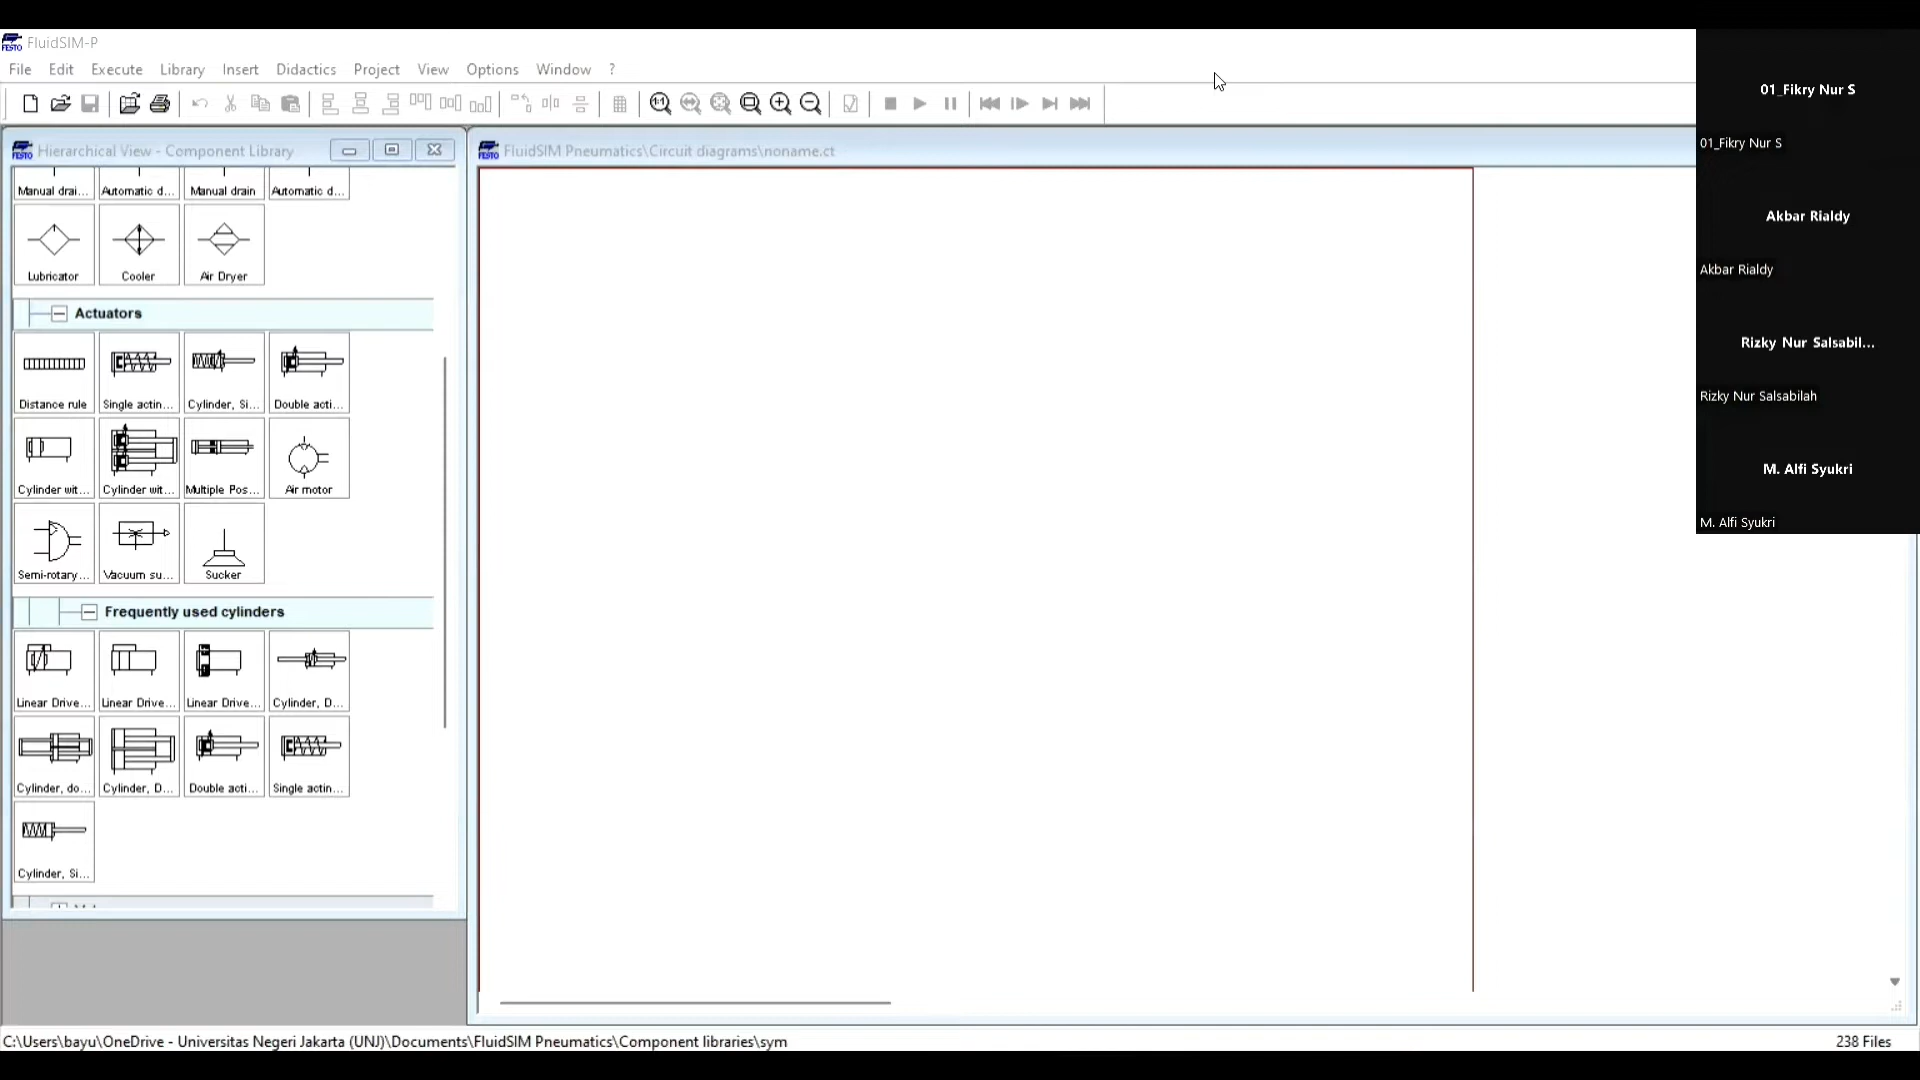 FluidSIM-P
File Edit Execute Library Insert Didactics Project View Options Window ?
Hierarchical View - Component Library
Manual drai... Automatic d... Manual drain Automatic d...
Lubricator Cooler Air Dryer
Actuators
Distance rule Single actin... Cylinder, Si... Double acti...
Cylinder wit... Cylinder wit... Multiple Pos... Air motor
Semi-rotary... Vacuum su... Sucker
Frequently used cylinders
Linear Drive... Linear Drive... Linear Drive... Cylinder, D...
Cylinder, do... Cylinder, D... Double acti... Single actin...
Cylinder, Si...
FluidSIM Pneumatics\Circuit diagrams\noname.ct
01_Fikry Nur S
01_Fikry Nur S
Akbar Rialdy
Akbar Rialdy
Rizky Nur Salsabil...
Rizky Nur Salsabilah
M. Alfi Syukri
M. Alfi Syukri
C:\Users\bayu\OneDrive - Universitas Negeri Jakarta (UNJ)\Documents\FluidSIM Pneumatics\Component libraries\sym
238 Files